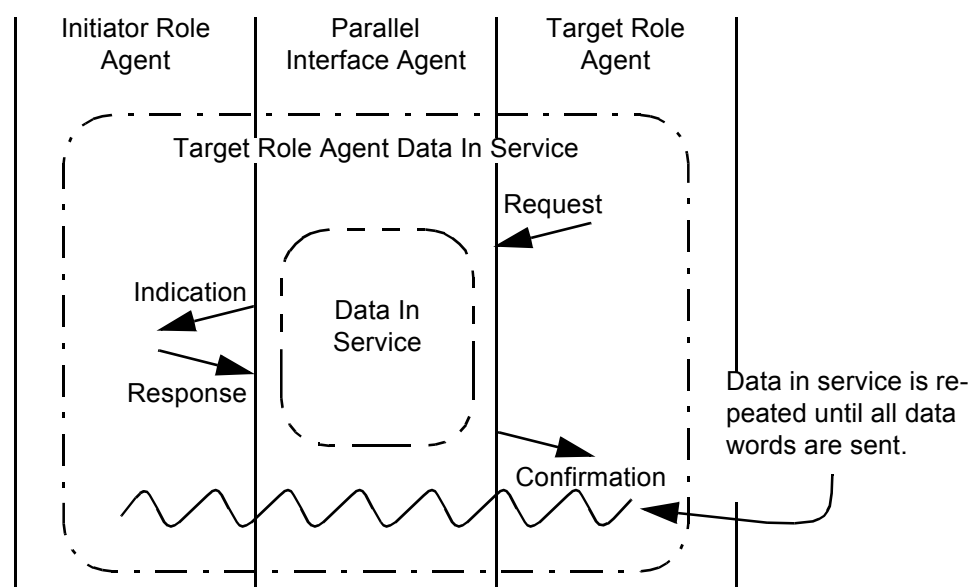 Initiator Role
Agent
Parallel
Interface Agent
Target Role
Agent
Target Role Agent Data In Service
Request
Indication
Data In
Service
Response
Data in service is re-
peated until all data
words are sent.
Confirmation